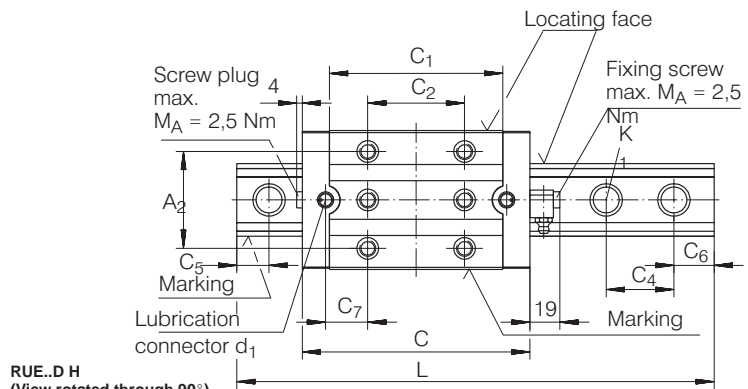 Locating face
C1
Screw plug
max.
MA = 2,5 Nm
4
C2
Fixing screw
max. MA = 2,5
Nm
K
1
A2
C5
C6
Marking
C4
C7
19
Marking
Lubrication
connector d1
C
L
RUE..D H
(View rotated through 90°)